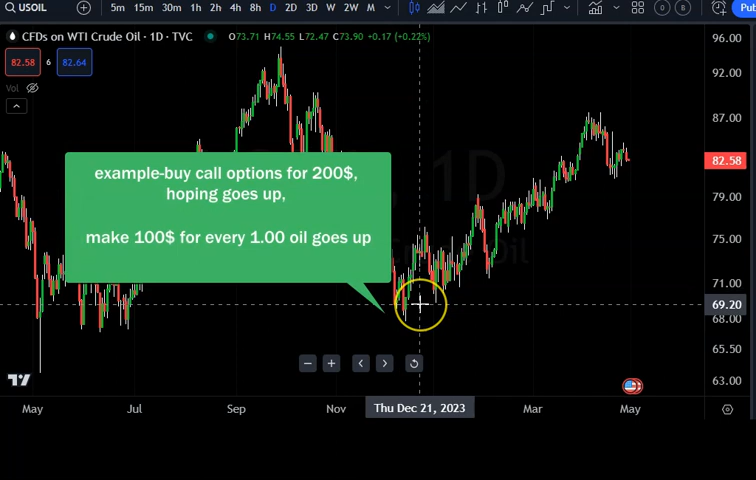 USOIL 5m 15m 1h 2h 4h 8h D 2D 3D W 2W M
CFDs on WTI Crude Oil · 1D · TVC O73.71 H74.55 L72.47 C73.90 +0.17 (+0.22%)
82.58 6 82.64
Vol
example-buy call options for 200$,
hoping goes up,
make 100$ for every 1.00 oil goes up
1D
96.00
92.00
87.00
82.58
79.00
75.00
71.00
69.20
68.00
65.50
63.00
May Jul Sep Nov Thu Dec 21, 2023 Mar May